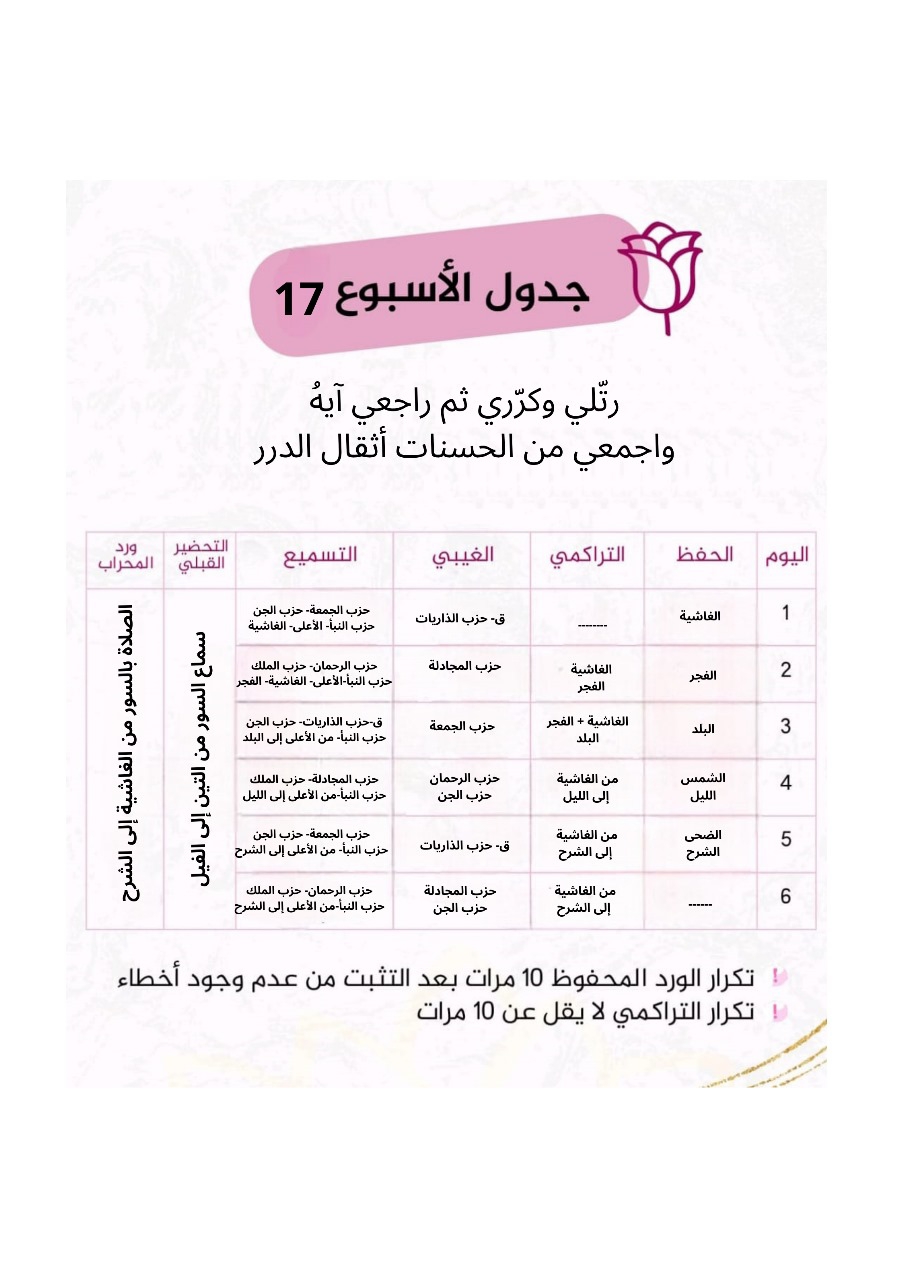 جدول الأسبوع 17
رتّلي وكرّري ثم راجعي آيهُ
واجمعي من الحسنات أثقال الدرر
اليوم
الحفظ
التراكمي
الغيبي
التسميع
التحضير
القبلي
ورد
المحراب
1
الغاشية
--------
ق- حزب الذاريات
حزب الجمعة- حزب الجن
حزب النبأ- الأعلى- الغاشية
2
الفجر
الغاشية
الفجر
حزب المجادلة
حزب الرحمان- حزب الملك
حزب النبأ-الأعلى- الغاشية- الفجر
3
البلد
الغاشية + الفجر
البلد
حزب الجمعة
ق-حزب الذاريات- حزب الجن
حزب النبأ- من الأعلى إلى البلد
4
الشمس
الليل
من الغاشية
إلى الليل
حزب الرحمان
حزب الجن
حزب المجادلة- حزب الملك
حزب النبأ-من الأعلى إلى الليل
5
الضحى
الشرح
من الغاشية
إلى الشرح
ق- حزب الذاريات
حزب الجمعة- حزب الجن
حزب النبأ- من الأعلى إلى الشرح
6
------
من الغاشية
إلى الشرح
حزب المجادلة
حزب الجن
حزب الرحمان- حزب الملك
حزب النبأ-من الأعلى إلى الشرح
سماع السور من التين إلى الفيل
الصلاة بالسور من الغاشية إلى الشرح
! تكرار الورد المحفوظ 10 مرات بعد التثبت من عدم وجود أخطاء
! تكرار التراكمي لا يقل عن 10 مرات